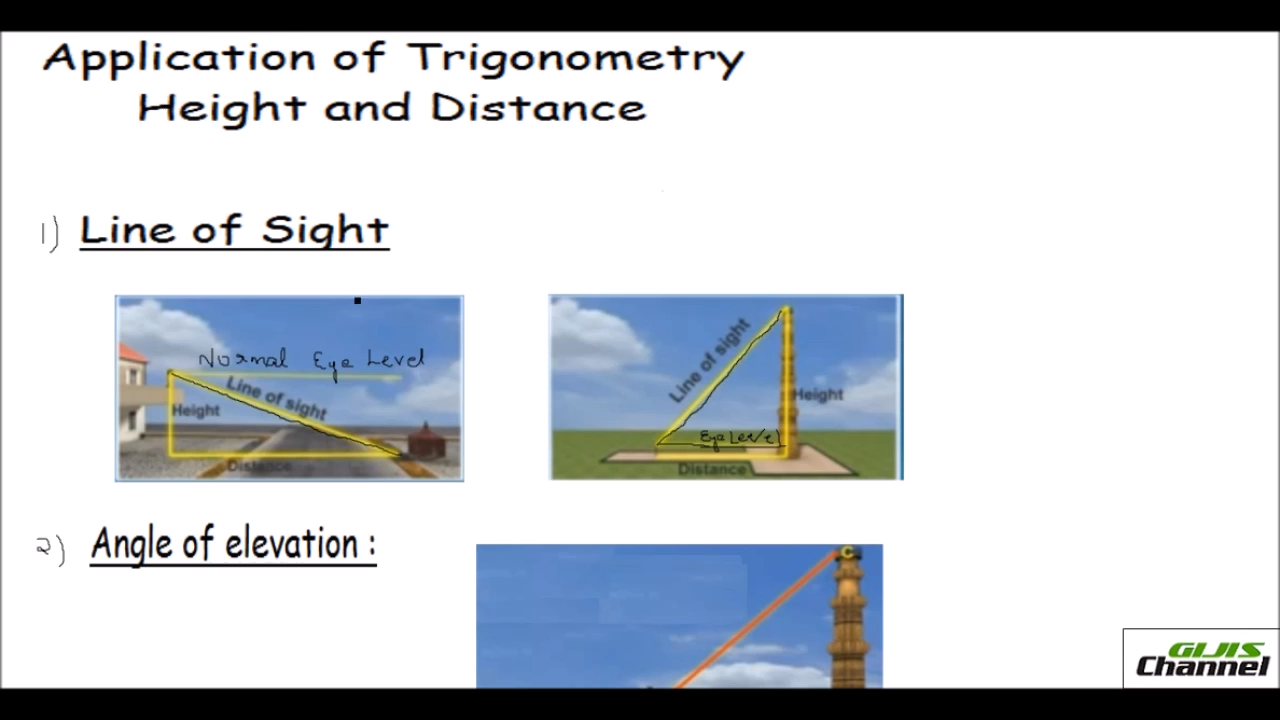 Application of Trigonometry
Height and Distance
1) Line of Sight
Normal Eye Level
Line of sight
Height
Distance
Line of sight
Height
Eye Level
Distance
2) Angle of elevation :
C
GIJIS
Channel